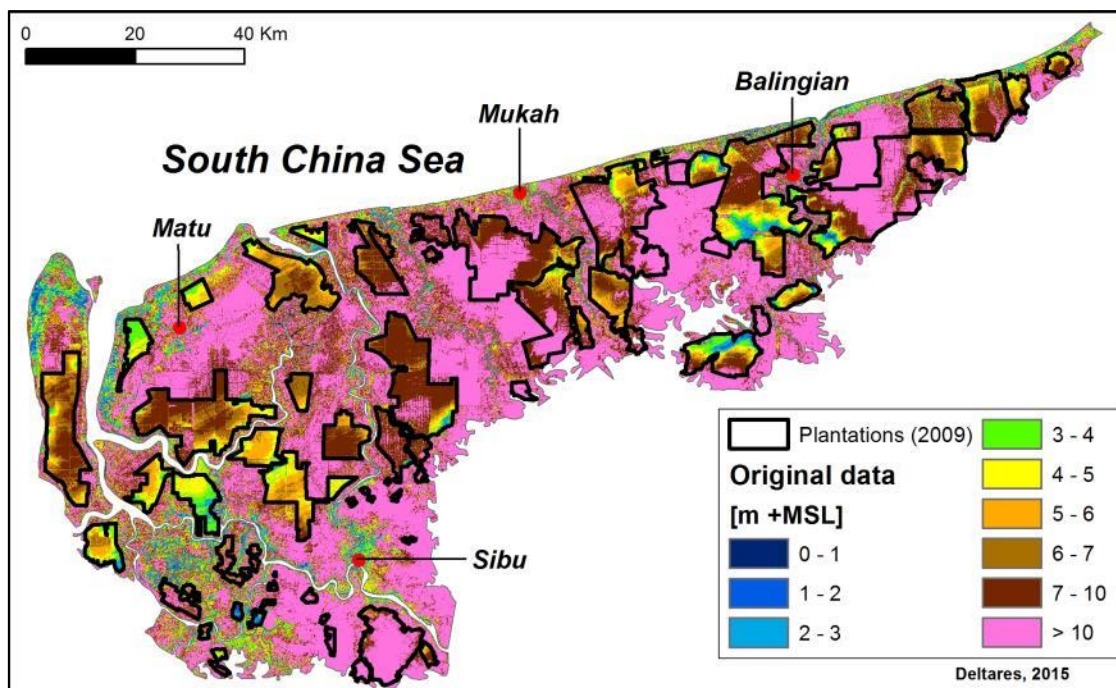 0 20 40 Km
Balingian
Mukah
South China Sea
Matu
Sibu
Plantations (2009)
Original data
[m +MSL]
0 - 1
1 - 2
2 - 3
3 - 4
4 - 5
5 - 6
6 - 7
7 - 10
> 10
Deltares, 2015